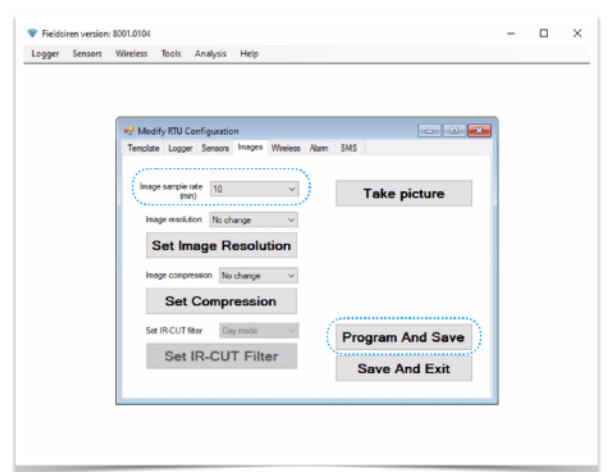 Fieldsiren version: 8001.0104
Logger Sensors Wireless Tools Analysis Help
Modify RTU Configuration
Template Logger Sensors Images Wireless Alarm SMS
Image sample rate (min) 10
Take picture
Image resolution No change
Set Image Resolution
Image compression No change
Set Compression
Set IR-CUT filter Day mode
Program And Save
Set IR-CUT Filter
Save And Exit